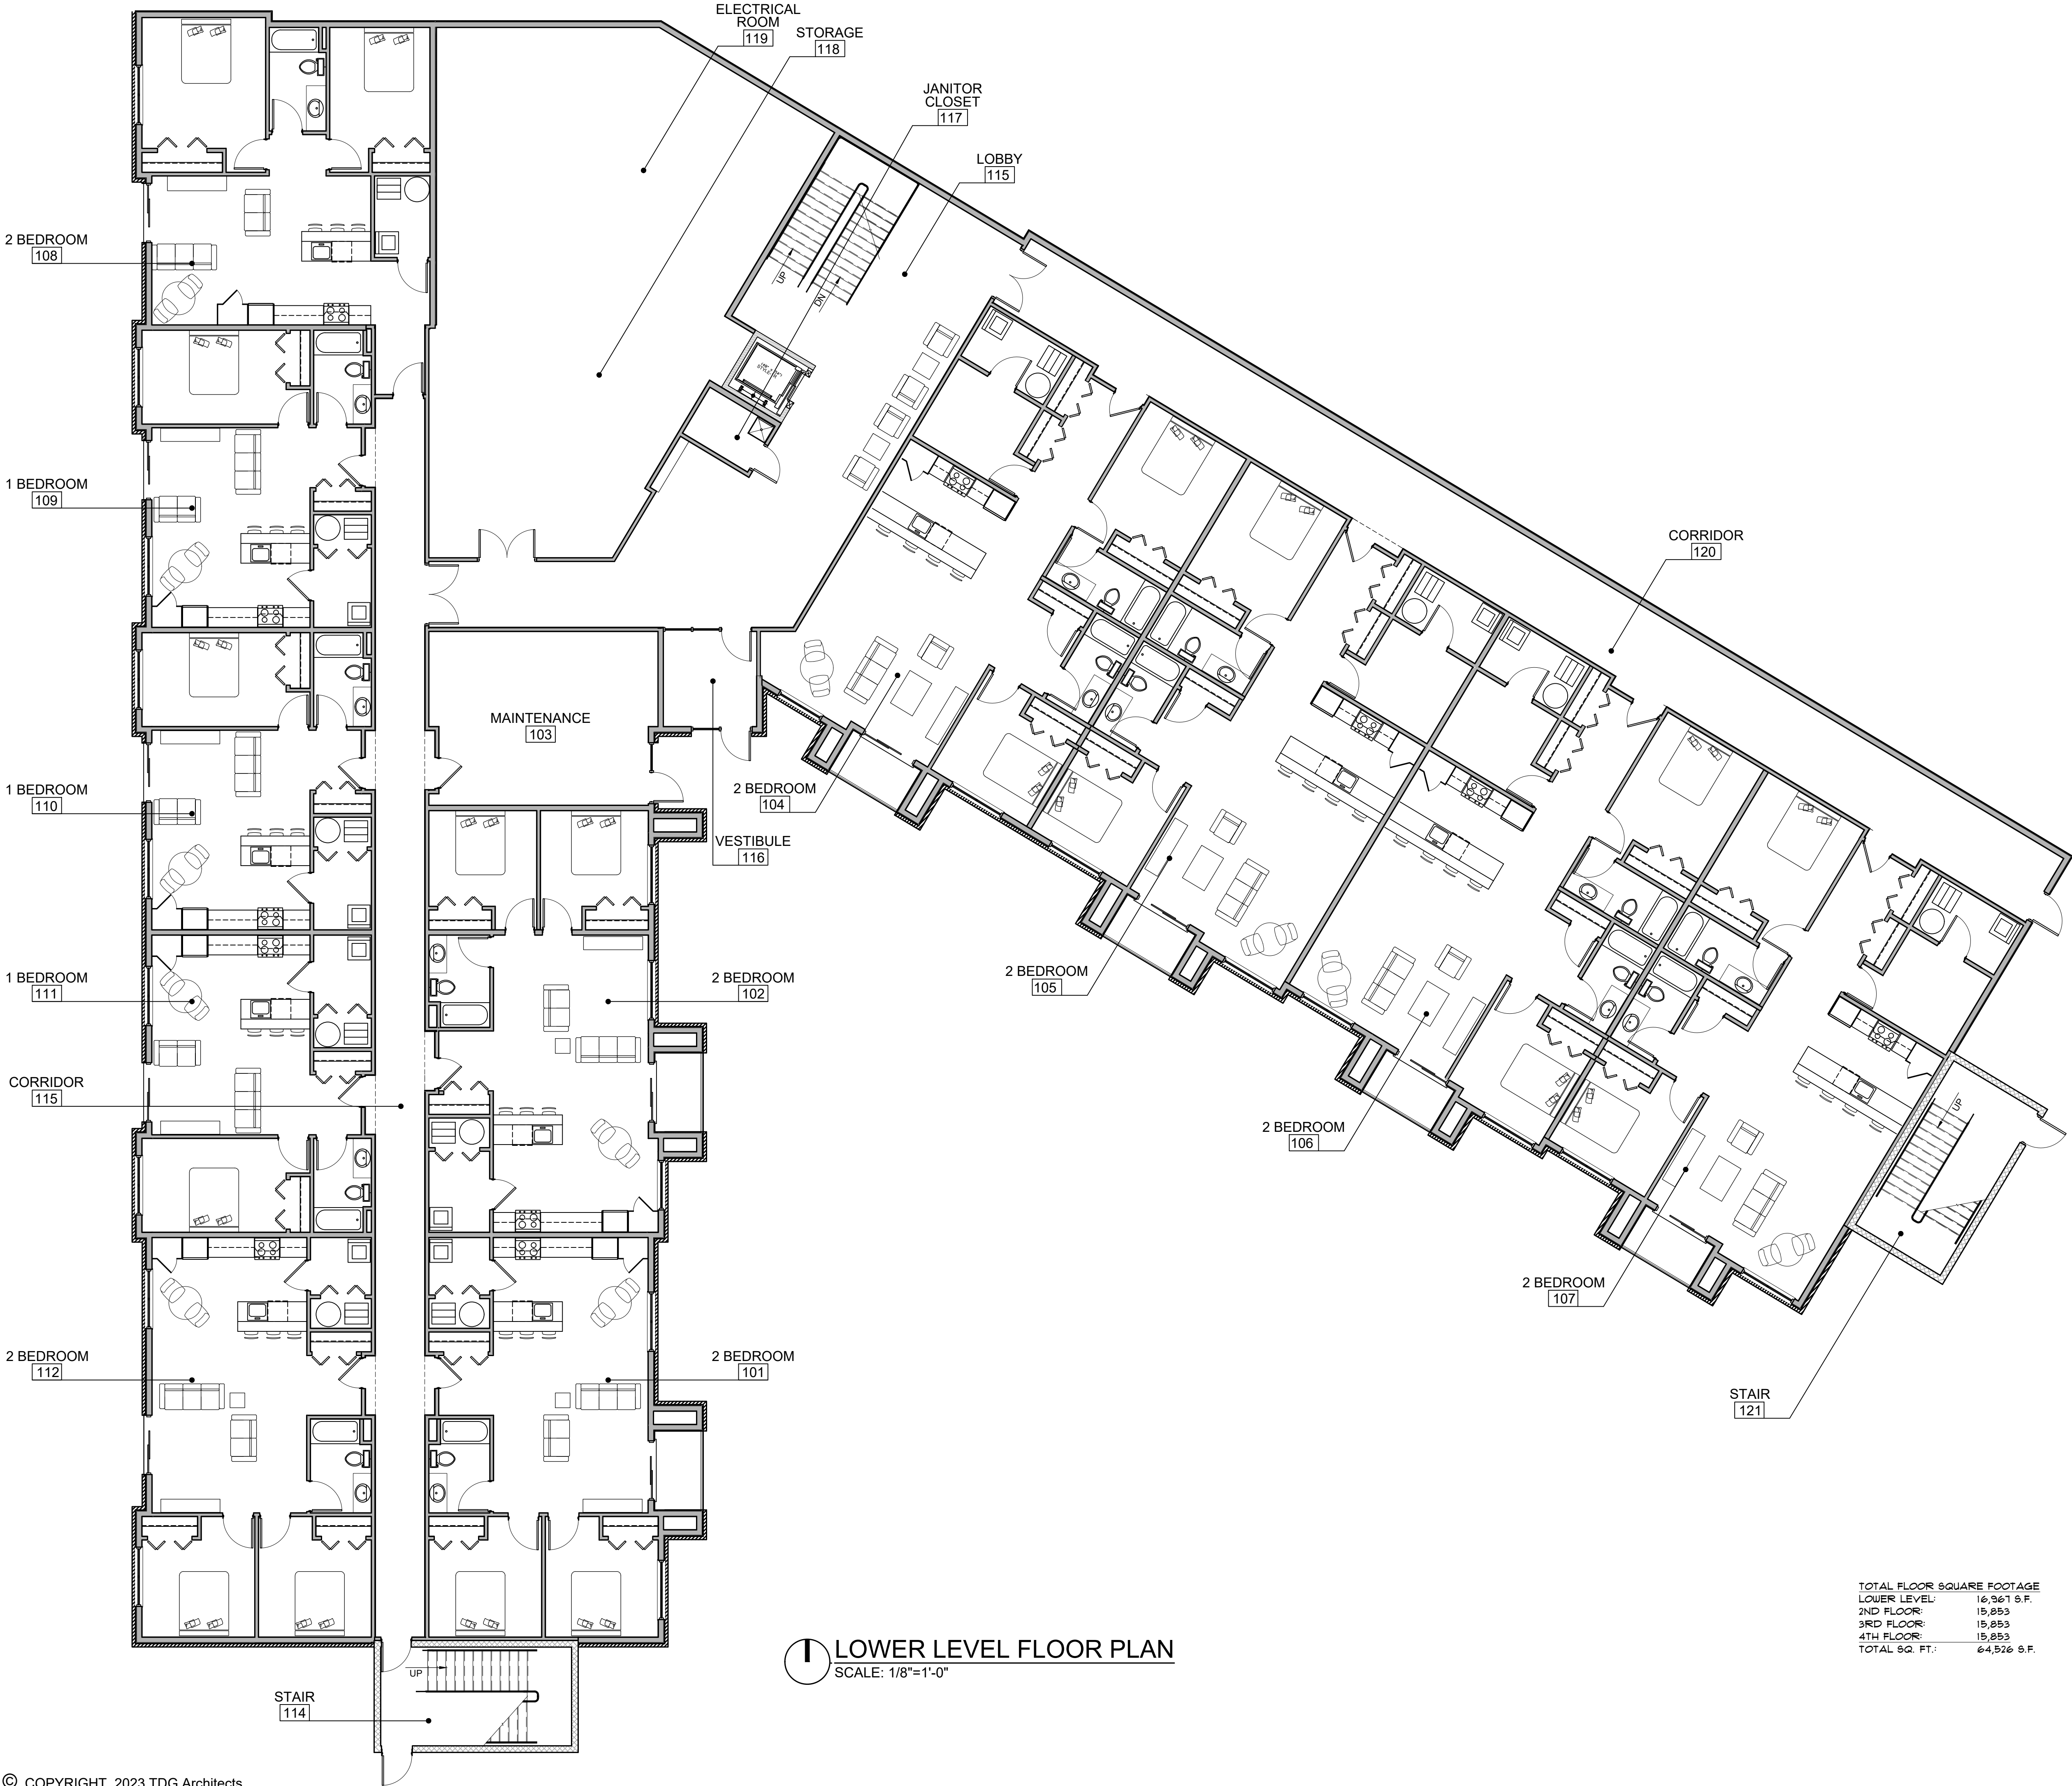 ELECTRICAL
ROOM
119
STORAGE
118
JANITOR
CLOSET
117
LOBBY
115
2 BEDROOM
108
UP
DN
1 BEDROOM
109
CORRIDOR
120
MAINTENANCE
103
2 BEDROOM
104
1 BEDROOM
110
VESTIBULE
116
1 BEDROOM
111
2 BEDROOM
102
2 BEDROOM
105
CORRIDOR
115
UP
2 BEDROOM
106
2 BEDROOM
107
2 BEDROOM
112
2 BEDROOM
101
STAIR
121
TOTAL FLOOR SQUARE FOOTAGE
LOWER LEVEL: 16,967 S.F.
2ND FLOOR: 15,853
3RD FLOOR: 15,853
4TH FLOOR: 15,853
TOTAL SQ. FT.: 64,526 S.F.
LOWER LEVEL FLOOR PLAN
SCALE: 1/8"=1'-0"
UP
STAIR
114
© COPYRIGHT 2023 TDG Architects